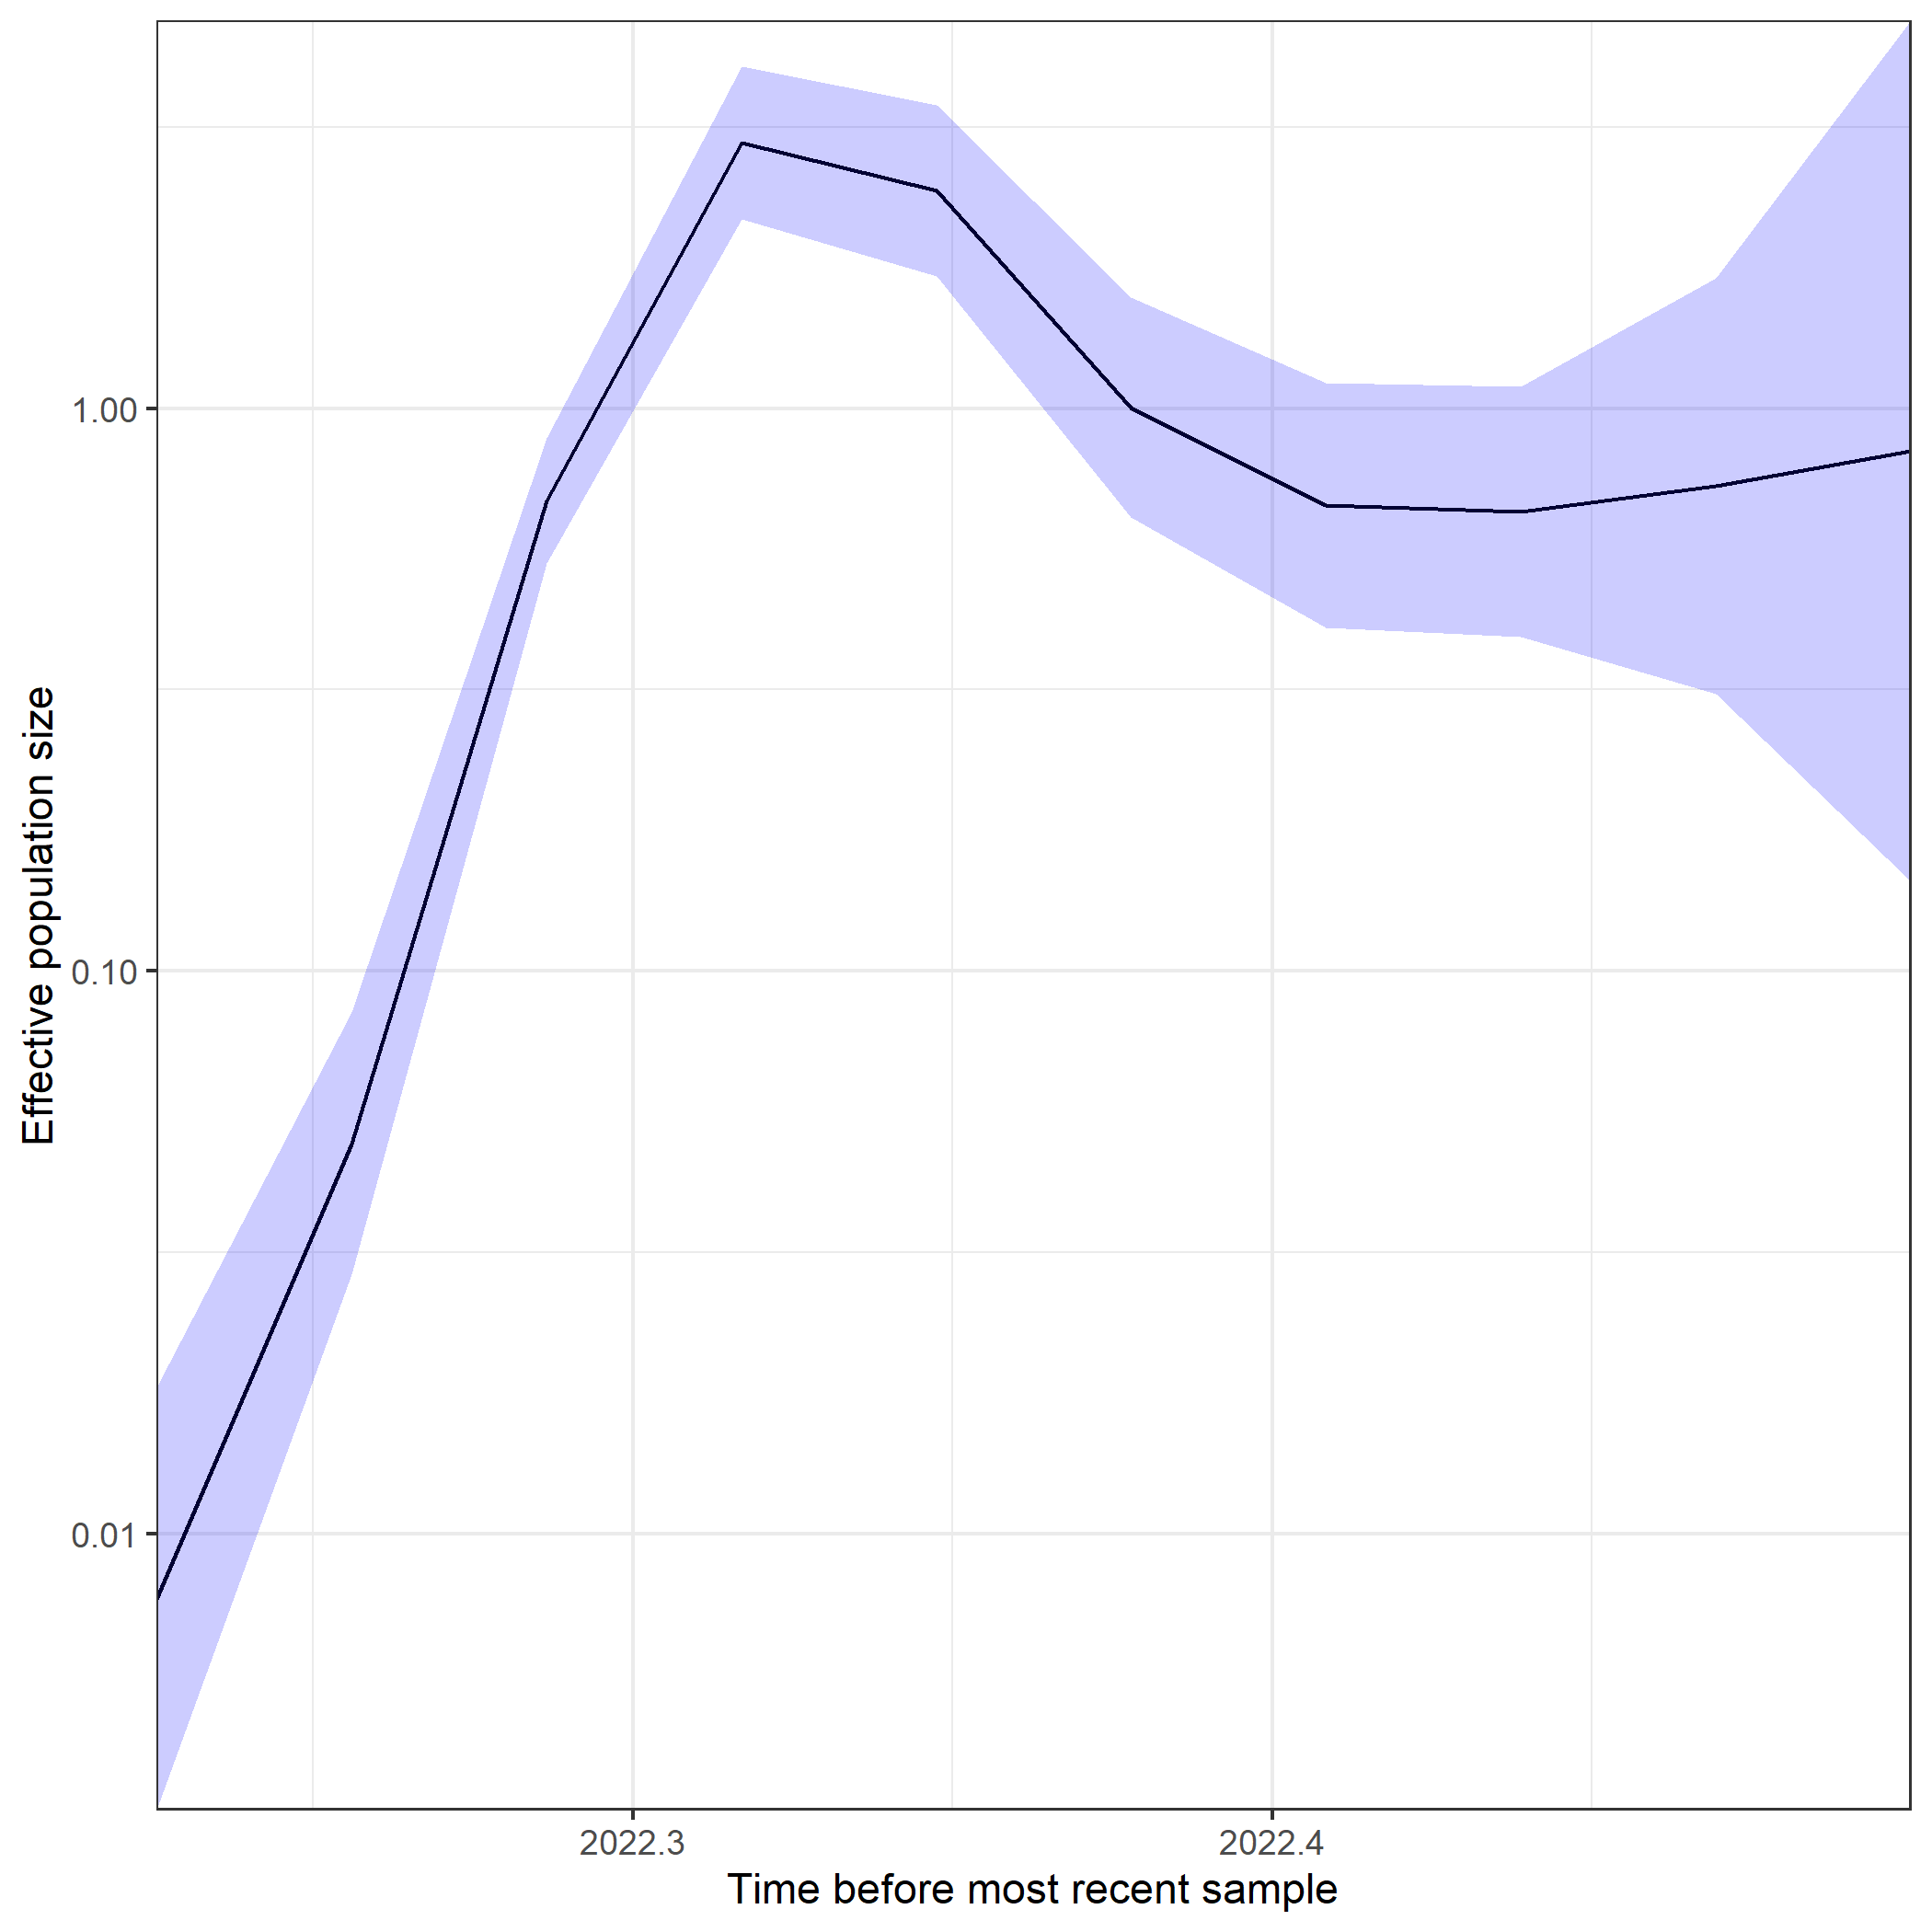 Effective population size
1.00
0.10
0.01
2022.3
2022.4
Time before most recent sample